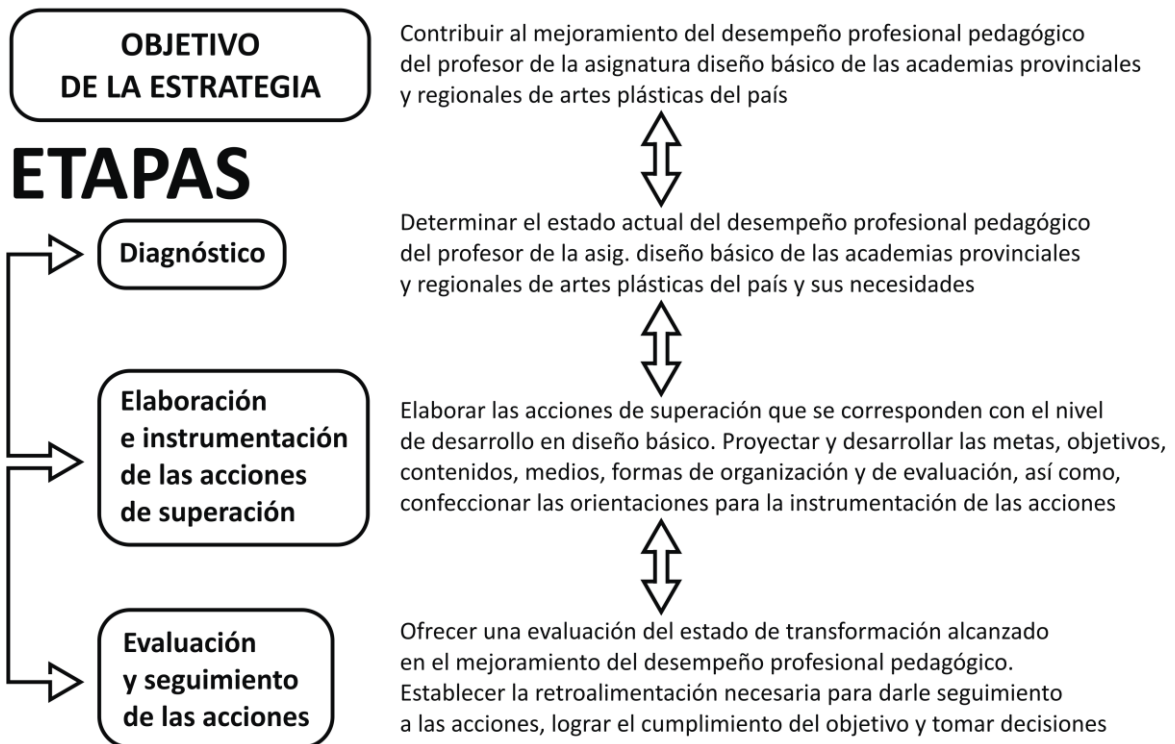 OBJETIVO
DE LA ESTRATEGIA
Contribuir al mejoramiento del desempeño profesional pedagógico
del profesor de la asignatura diseño básico de las academias provinciales
y regionales de artes plásticas del país
ETAPAS
Diagnóstico
Determinar el estado actual del desempeño profesional pedagógico
del profesor de la asig. diseño básico de las academias provinciales
y regionales de artes plásticas del país y sus necesidades
Elaboración
e instrumentación
de las acciones
de superación
Elaborar las acciones de superación que se corresponden con el nivel
de desarrollo en diseño básico. Proyectar y desarrollar las metas, objetivos,
contenidos, medios, formas de organización y de evaluación, así como,
confeccionar las orientaciones para la instrumentación de las acciones
Evaluación
y seguimiento
de las acciones
Ofrecer una evaluación del estado de transformación alcanzado
en el mejoramiento del desempeño profesional pedagógico.
Establecer la retroalimentación necesaria para darle seguimiento
a las acciones, lograr el cumplimiento del objetivo y tomar decisiones